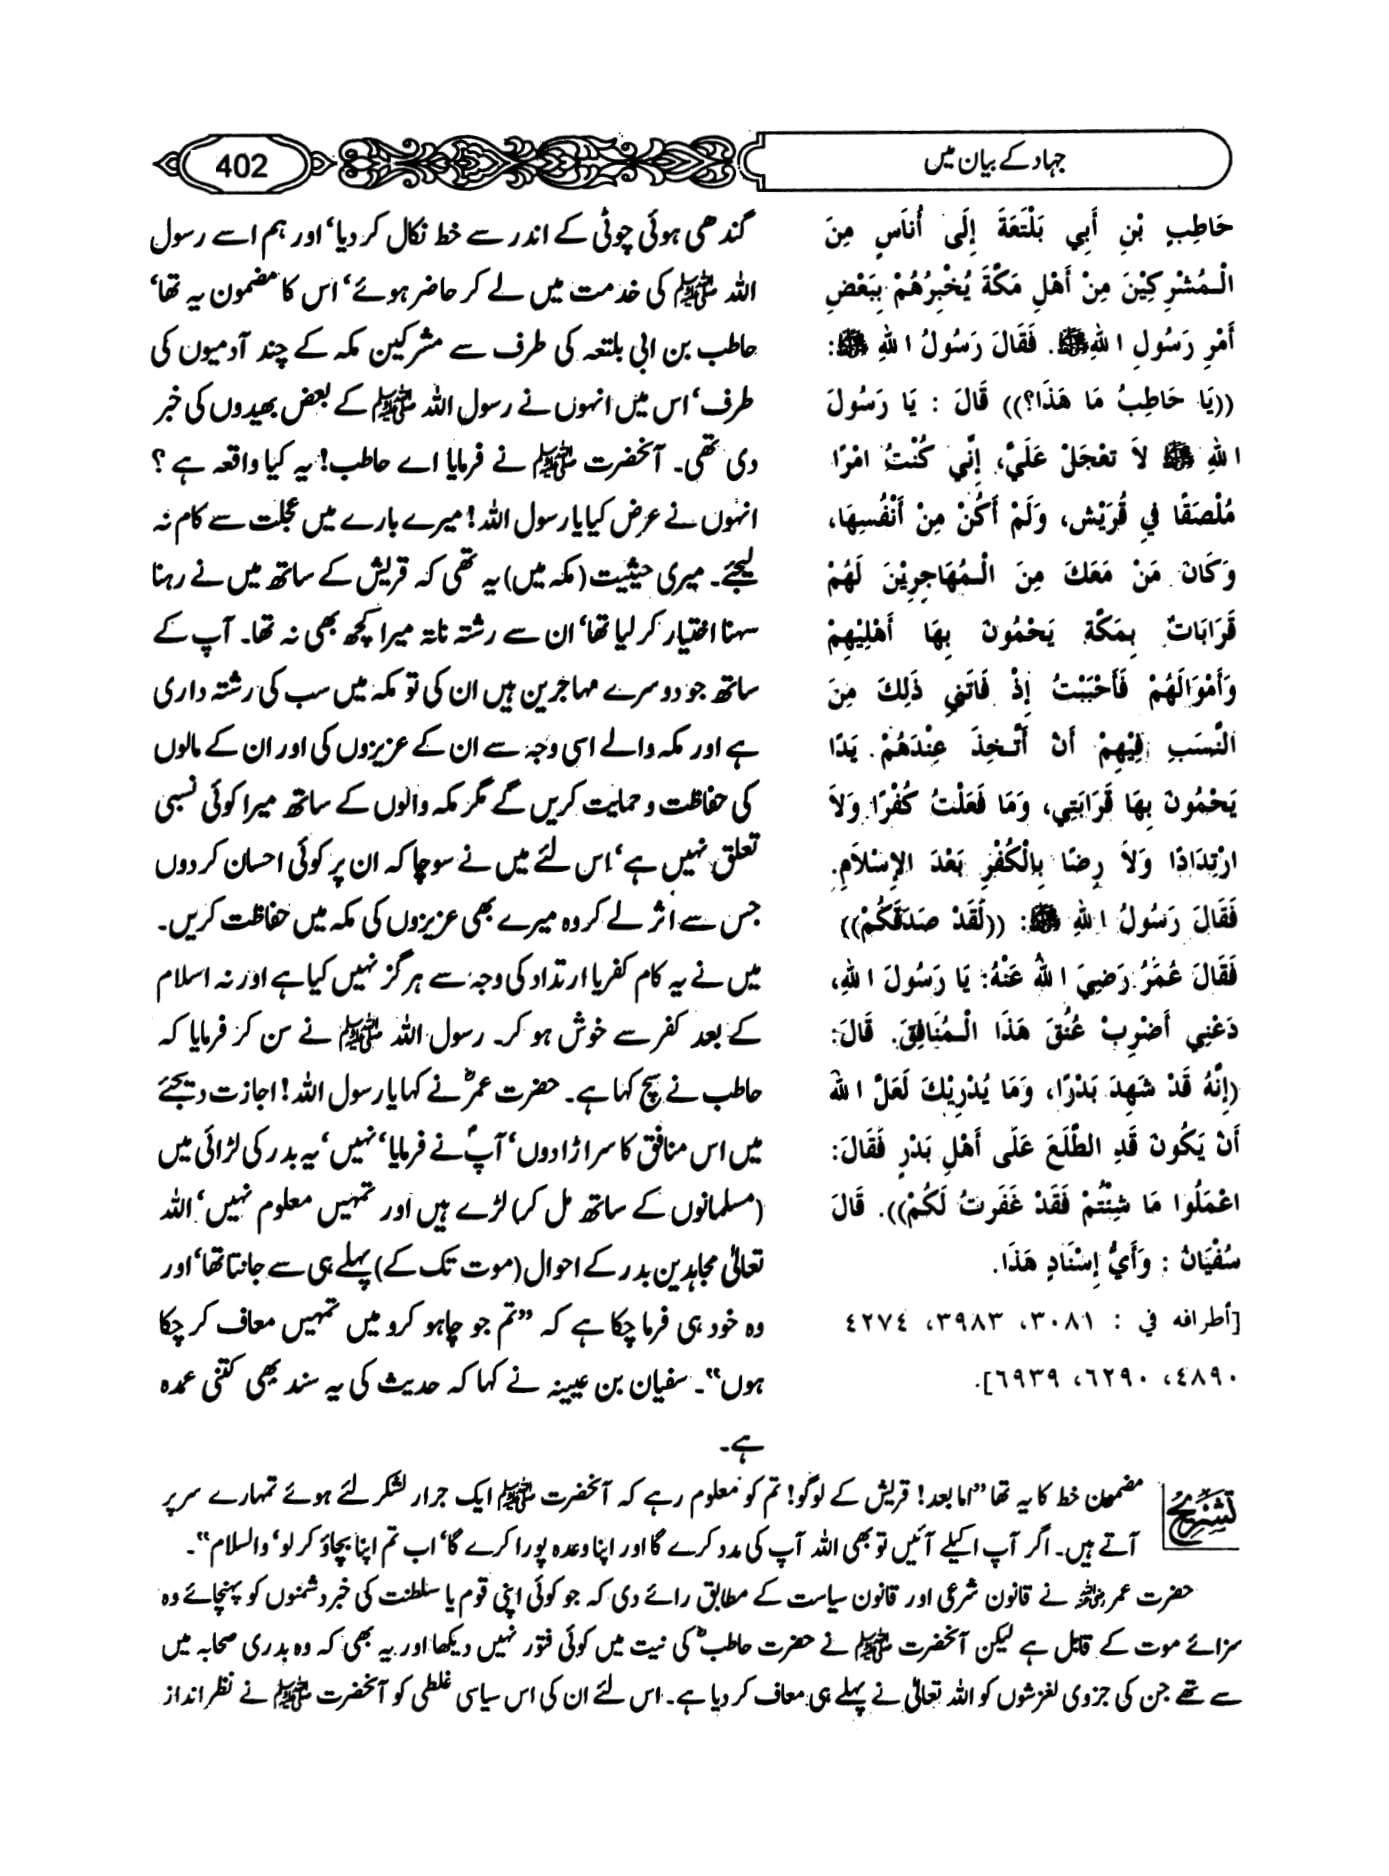 جہاد کے بیان میں
402
حَاطِبِ بْنِ أَبِي بَلْتَعَةَ إِلَى أُنَاسٍ مِنَ
الْـمُشْرِكِيْنَ مِنْ أَهْلِ مَكَّةَ يُخْبِرُهُمْ بِبَعْضِ
أَمْرِ رَسُولِ اللهِ ﷺ. فَقَالَ رَسُولُ اللهِ ﷺ:
((يَا حَاطِبُ مَا هَذَا؟)) قَالَ : يَا رَسُولَ
اللهِ ﷺ لاَ تَعْجَلْ عَلَيَّ، إِنِّي كُنْتُ امْرًا
مُلْصَقًا فِي قُرَيْشٍ، وَلَمْ أَكُنْ مِنْ أَنْفُسِهَا،
وَكَانَ مَنْ مَعَكَ مِنَ الْـمُهَاجِرِيْنَ لَهُمْ
قَرَابَاتٌ بِمَكَّةَ يَحْمُونَ بِهَا أَهْلِيْهِمْ
وَأَمْوَالَهُمْ فَأَحْبَبْتُ إِذْ فَاتَنِي ذَلِكَ مِنَ
النَّسَبِ فِيْهِمْ أَنْ أَتَّخِذَ عِنْدَهُمْ يَدًا
يَحْمُونَ بِهَا قَرَابَتِي، وَمَا فَعَلْتُ كُفْرًا وَلاَ
ارْتِدَادًا وَلاَ رِضًا بِالْكُفْرِ بَعْدَ الإِسْلاَمِ.
فَقَالَ رَسُولُ اللهِ ﷺ: ((لَقَدْ صَدَقَكُمْ))
فَقَالَ عُمَرُ رَضِيَ اللهُ عَنْهُ: يَا رَسُولَ اللهِ،
دَعْنِي أَضْرِبْ عُنُقَ هَذَا الْـمُنَافِقَ. قَالَ:
(إِنَّهُ قَدْ شَهِدَ بَدْرًا، وَمَا يُدْرِيْكَ لَعَلَّ اللهَ
أَنْ يَكُونَ قَدِ اطَّلَعَ عَلَى أَهْلِ بَدْرٍ فَقَالَ:
اعْمَلُوا مَا شِئْتُمْ فَقَدْ غَفَرْتُ لَكُمْ)). قَالَ
سُفْيَانُ : وَأَيُّ إِسْنَادٍ هَذَا.
[أطرافه في : ٣٠٨١، ٣٩٨٣، ٤٢٧٤
٤٨٩٠، ٦٢٩٠، ٦٩٣٩].
گندھی ہوئی چوٹی کے اندر سے خط نکال کر دیا‘ اور ہم اسے رسول
اللہ ﷺ کی خدمت میں لے کر حاضر ہوئے‘ اس کا مضمون یہ تھا‘
حاطب بن ابی بلتعہ کی طرف سے مشرکین مکہ کے چند آدمیوں کی
طرف‘ اس میں انہوں نے رسول اللہ ﷺ کے بعض بھیدوں کی خبر
دی تھی۔ آنحضرت ﷺ نے فرمایا اے حاطب! یہ کیا واقعہ ہے ؟
انہوں نے عرض کیا یا رسول اللہ! میرے بارے میں عجلت سے کام نہ
لیجئے۔ میری حیثیت (مکہ میں) یہ تھی کہ قریش کے ساتھ میں نے رہنا
سہنا اختیار کر لیا تھا‘ ان سے رشتہ ناتہ میرا کچھ بھی نہ تھا۔ آپ کے
ساتھ جو دوسرے مہاجرین ہیں ان کی تو مکہ میں سب کی رشتہ داری
ہے اور مکہ والے اسی وجہ سے ان کے عزیزوں کی اور ان کے مالوں
کی حفاظت و حمایت کریں گے مگر مکہ والوں کے ساتھ میرا کوئی نسبی
تعلق نہیں ہے‘ اس لئے میں نے سوچا کہ ان پر کوئی احسان کر دوں
جس سے اثر لے کر وہ میرے بھی عزیزوں کی مکہ میں حفاظت کریں۔
میں نے یہ کام کفر یا ارتداد کی وجہ سے ہرگز نہیں کیا ہے اور نہ اسلام
کے بعد کفر سے خوش ہو کر۔ رسول اللہ ﷺ نے سن کر فرمایا کہ
حاطب نے سچ کہا ہے۔ حضرت عمرؓ نے کہا یا رسول اللہ! اجازت دیجئے
میں اس منافق کا سر اڑا دوں‘ آپؐ نے فرمایا‘ نہیں‘ یہ بدر کی لڑائی میں
(مسلمانوں کے ساتھ مل کر) لڑے ہیں اور تمہیں معلوم نہیں‘ اللہ
تعالیٰ مجاہدین بدر کے احوال (موت تک کے) پہلے ہی سے جانتا تھا‘ اور
وہ خود ہی فرما چکا ہے کہ ”تم جو چاہو کرو میں تمہیں معاف کر چکا
ہوں“۔ سفیان بن عیینہ نے کہا کہ حدیث کی یہ سند بھی کتنی عمدہ
ہے۔
تشریح
مضمون خط کا یہ تھا ”اما بعد! قریش کے لوگو! تم کو معلوم رہے کہ آنحضرت ﷺ ایک جرار لشکر لئے ہوئے تمہارے سر پر
آتے ہیں۔ اگر آپ اکیلے آئیں تو بھی اللہ آپ کی مدد کرے گا اور اپنا وعدہ پورا کرے گا‘ اب تم اپنا بچاؤ کر لو‘ والسلام“۔
حضرت عمر رضی اللہ عنہ نے قانون شرعی اور قانون سیاست کے مطابق رائے دی کہ جو کوئی اپنی قوم یا سلطنت کی خبر دشمنوں کو پہنچائے وہ
سزائے موت کے قابل ہے لیکن آنحضرت ﷺ نے حضرت حاطبؓ کی نیت میں کوئی فتور نہیں دیکھا اور یہ بھی کہ وہ بدری صحابہ میں
سے تھے جن کی جزوی لغزشوں کو اللہ تعالیٰ نے پہلے ہی معاف کر دیا ہے۔ اس لئے ان کی اس سیاسی غلطی کو آنحضرت ﷺ نے نظر انداز